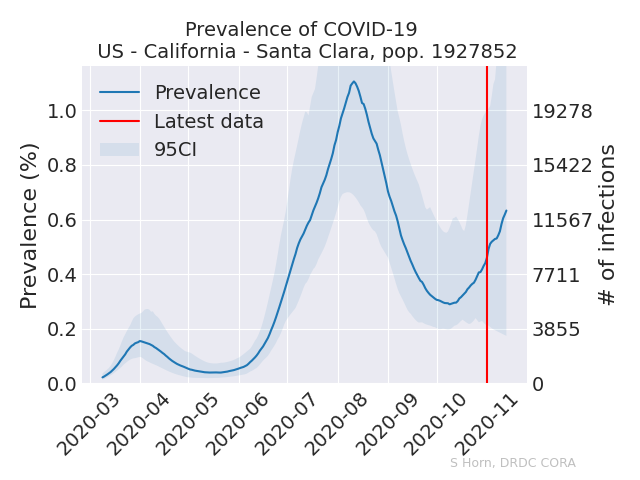 Prevalence of COVID-19
US - California - Santa Clara, pop. 1927852
Prevalence
Latest data
95CI
Prevalence (%)
1.0
0.8
0.6
0.4
0.2
0.0
19278
15422
11567
7711
3855
0
# of infections
2020-03
2020-04
2020-05
2020-06
2020-07
2020-08
2020-09
2020-10
2020-11
S Horn, DRDC CORA